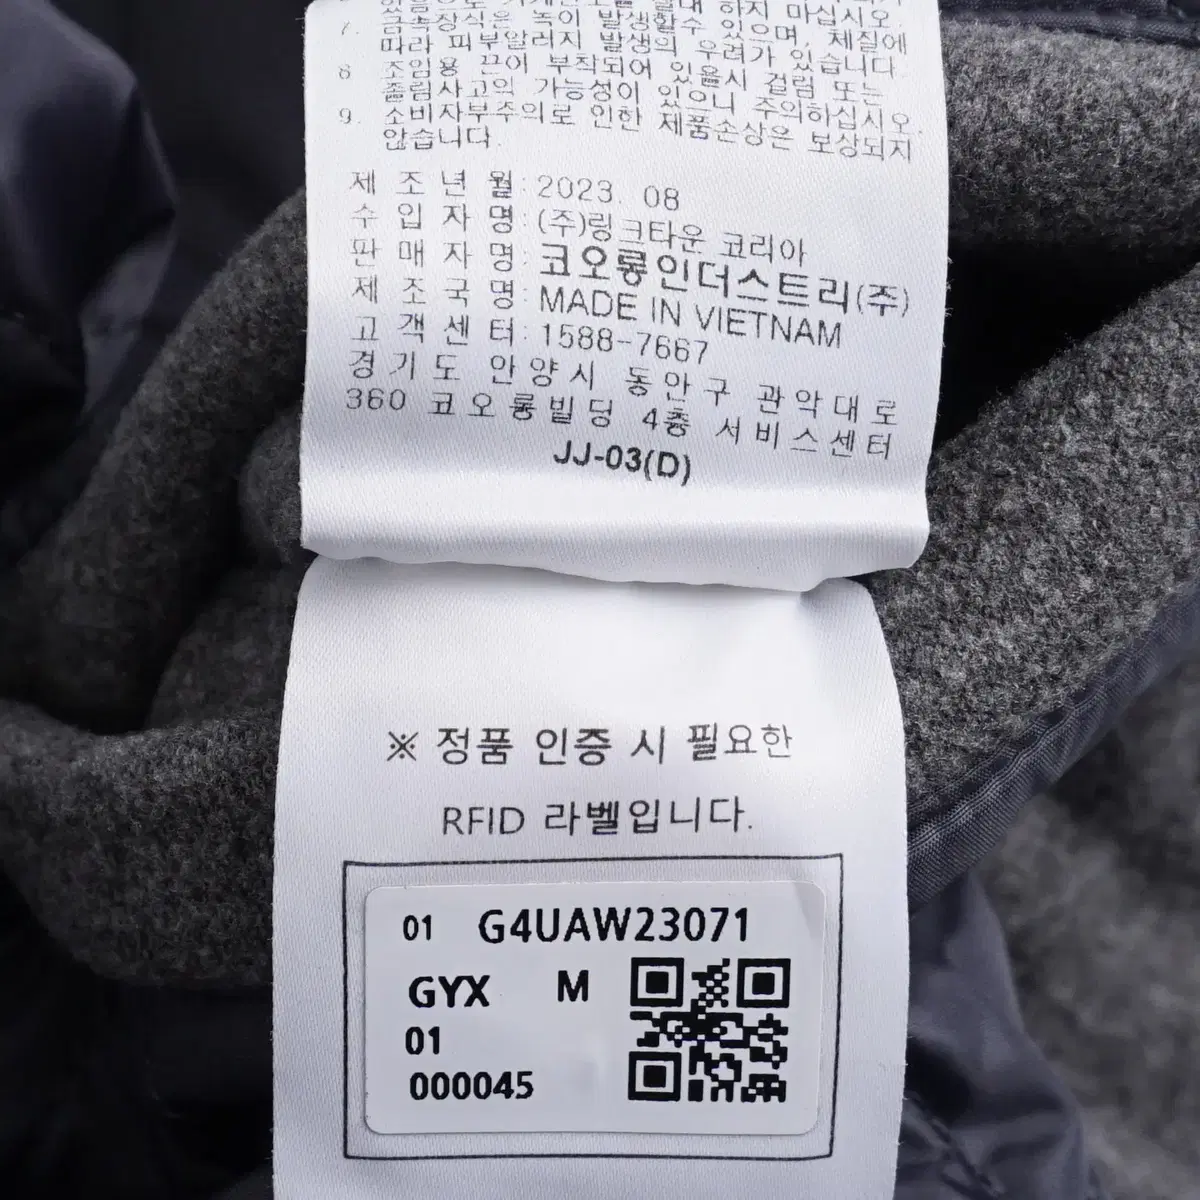 하지 마십시오.
7. 금속장식은 녹이 발생할수 있으며, 체질에
따라 피부알러지 발생의 우려가 있습니다.
8 조임용 끈이 부착되어 있을시 걸림 또는
졸림사고의 가능성이 있으니 주의하십시오.
9. 소비자부주의로 인한 제품손상은 보상되지
않습니다.
제조년월: 2023. 08
수입자명: (주)링크타운 코리아
판매자명: 코오롱인더스트리(주)
제조국명: MADE IN VIETNAM
고객센터: 1588-7667
경기도 안양시 동안구 관악대로
360 코오롱빌딩 4층 서비스센터
JJ-03(D)
※ 정품 인증 시 필요한
RFID 라벨입니다.
01 G4UAW23071
GYX M
01
000045